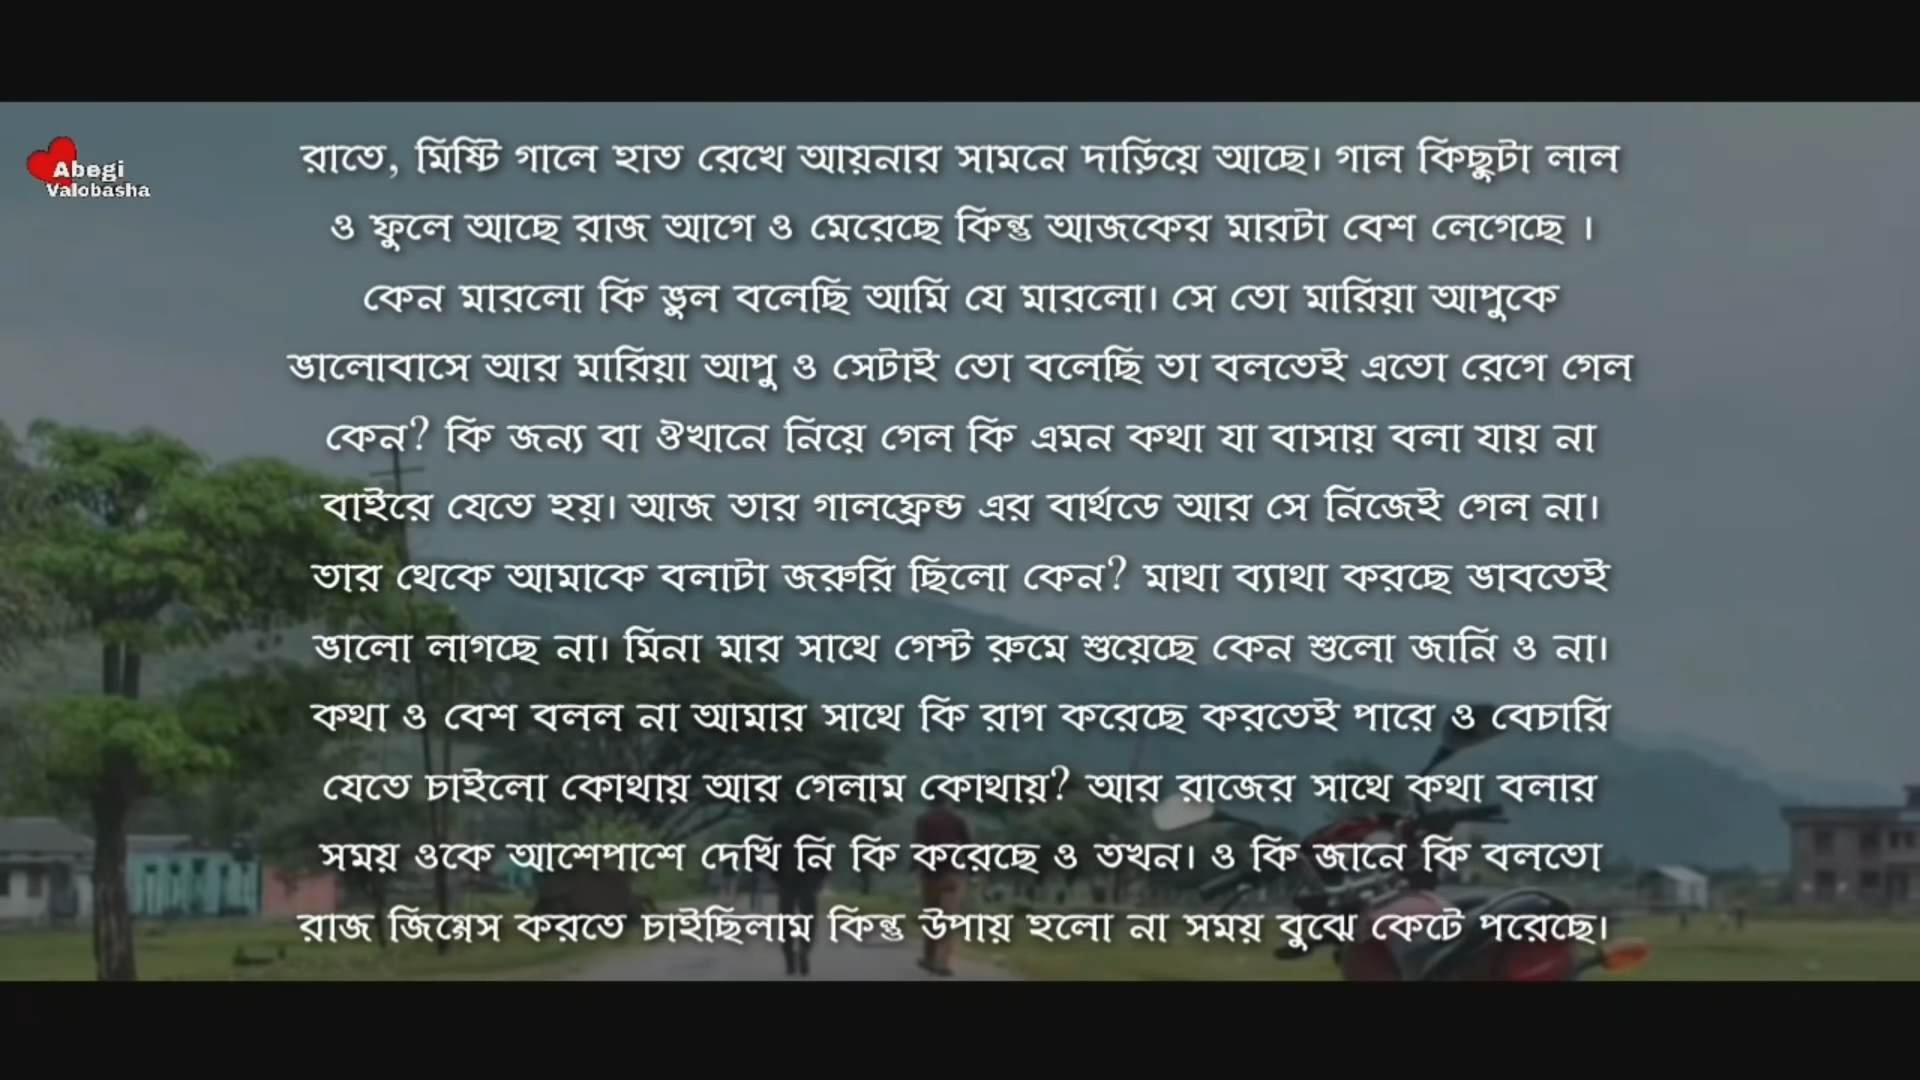 Abegi
Valobasha
রাতে, মিষ্টি গালে হাত রেখে আয়নার সামনে দাড়িয়ে আছে। গাল কিছুটা লাল
ও ফুলে আছে রাজ আগে ও মেরেছে কিন্তু আজকের মারটা বেশ লেগেছে ।
কেন মারলো কি ভুল বলেছি আমি যে মারলো। সে তো মারিয়া আপুকে
ভালোবাসে আর মারিয়া আপু ও সেটাই তো বলেছি তা বলতেই এতো রেগে গেল
কেন? কি জন্য বা ঔখানে নিয়ে গেল কি এমন কথা যা বাসায় বলা যায় না
বাইরে যেতে হয়। আজ তার গালফ্রেন্ড এর বার্থডে আর সে নিজেই গেল না।
তার থেকে আমাকে বলাটা জরুরি ছিলো কেন? মাথা ব্যাথা করছে ভাবতেই
ভালো লাগছে না। মিনা মার সাথে গেস্ট রুমে শুয়েছে কেন শুলো জানি ও না।
কথা ও বেশ বলল না আমার সাথে কি রাগ করেছে করতেই পারে ও বেচারি
যেতে চাইলো কোথায় আর গেলাম কোথায়? আর রাজের সাথে কথা বলার
সময় ওকে আশেপাশে দেখি নি কি করেছে ও তখন। ও কি জানে কি বলতো
রাজ জিগ্গেস করতে চাইছিলাম কিন্তু উপায় হলো না সময় বুঝে কেটে পরেছে।